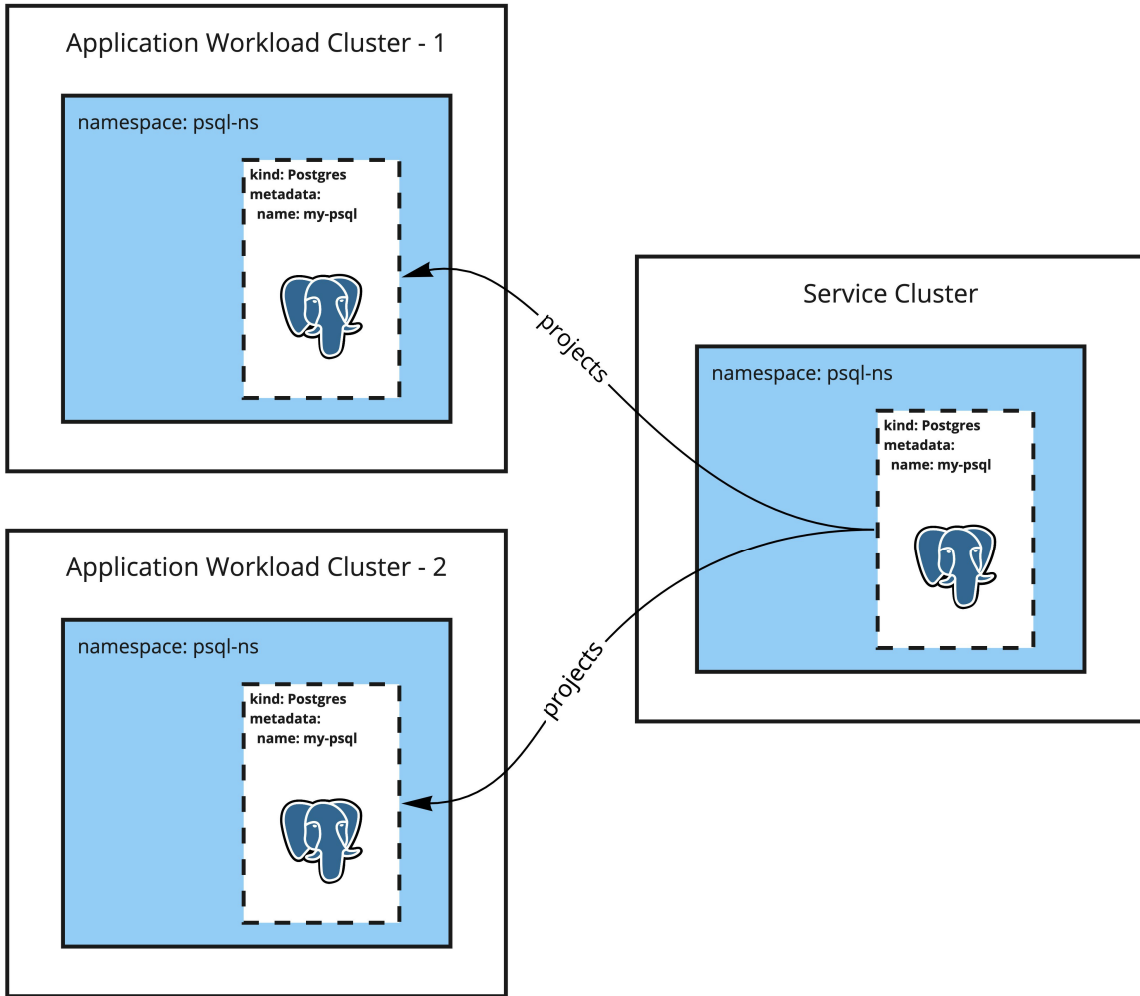 Application Workload Cluster - 1
namespace: psql-ns
kind: Postgres
metadata:
name: my-psql
projects
Service Cluster
namespace: psql-ns
kind: Postgres
metadata:
name: my-psql
Application Workload Cluster - 2
namespace: psql-ns
kind: Postgres
metadata:
name: my-psql
projects